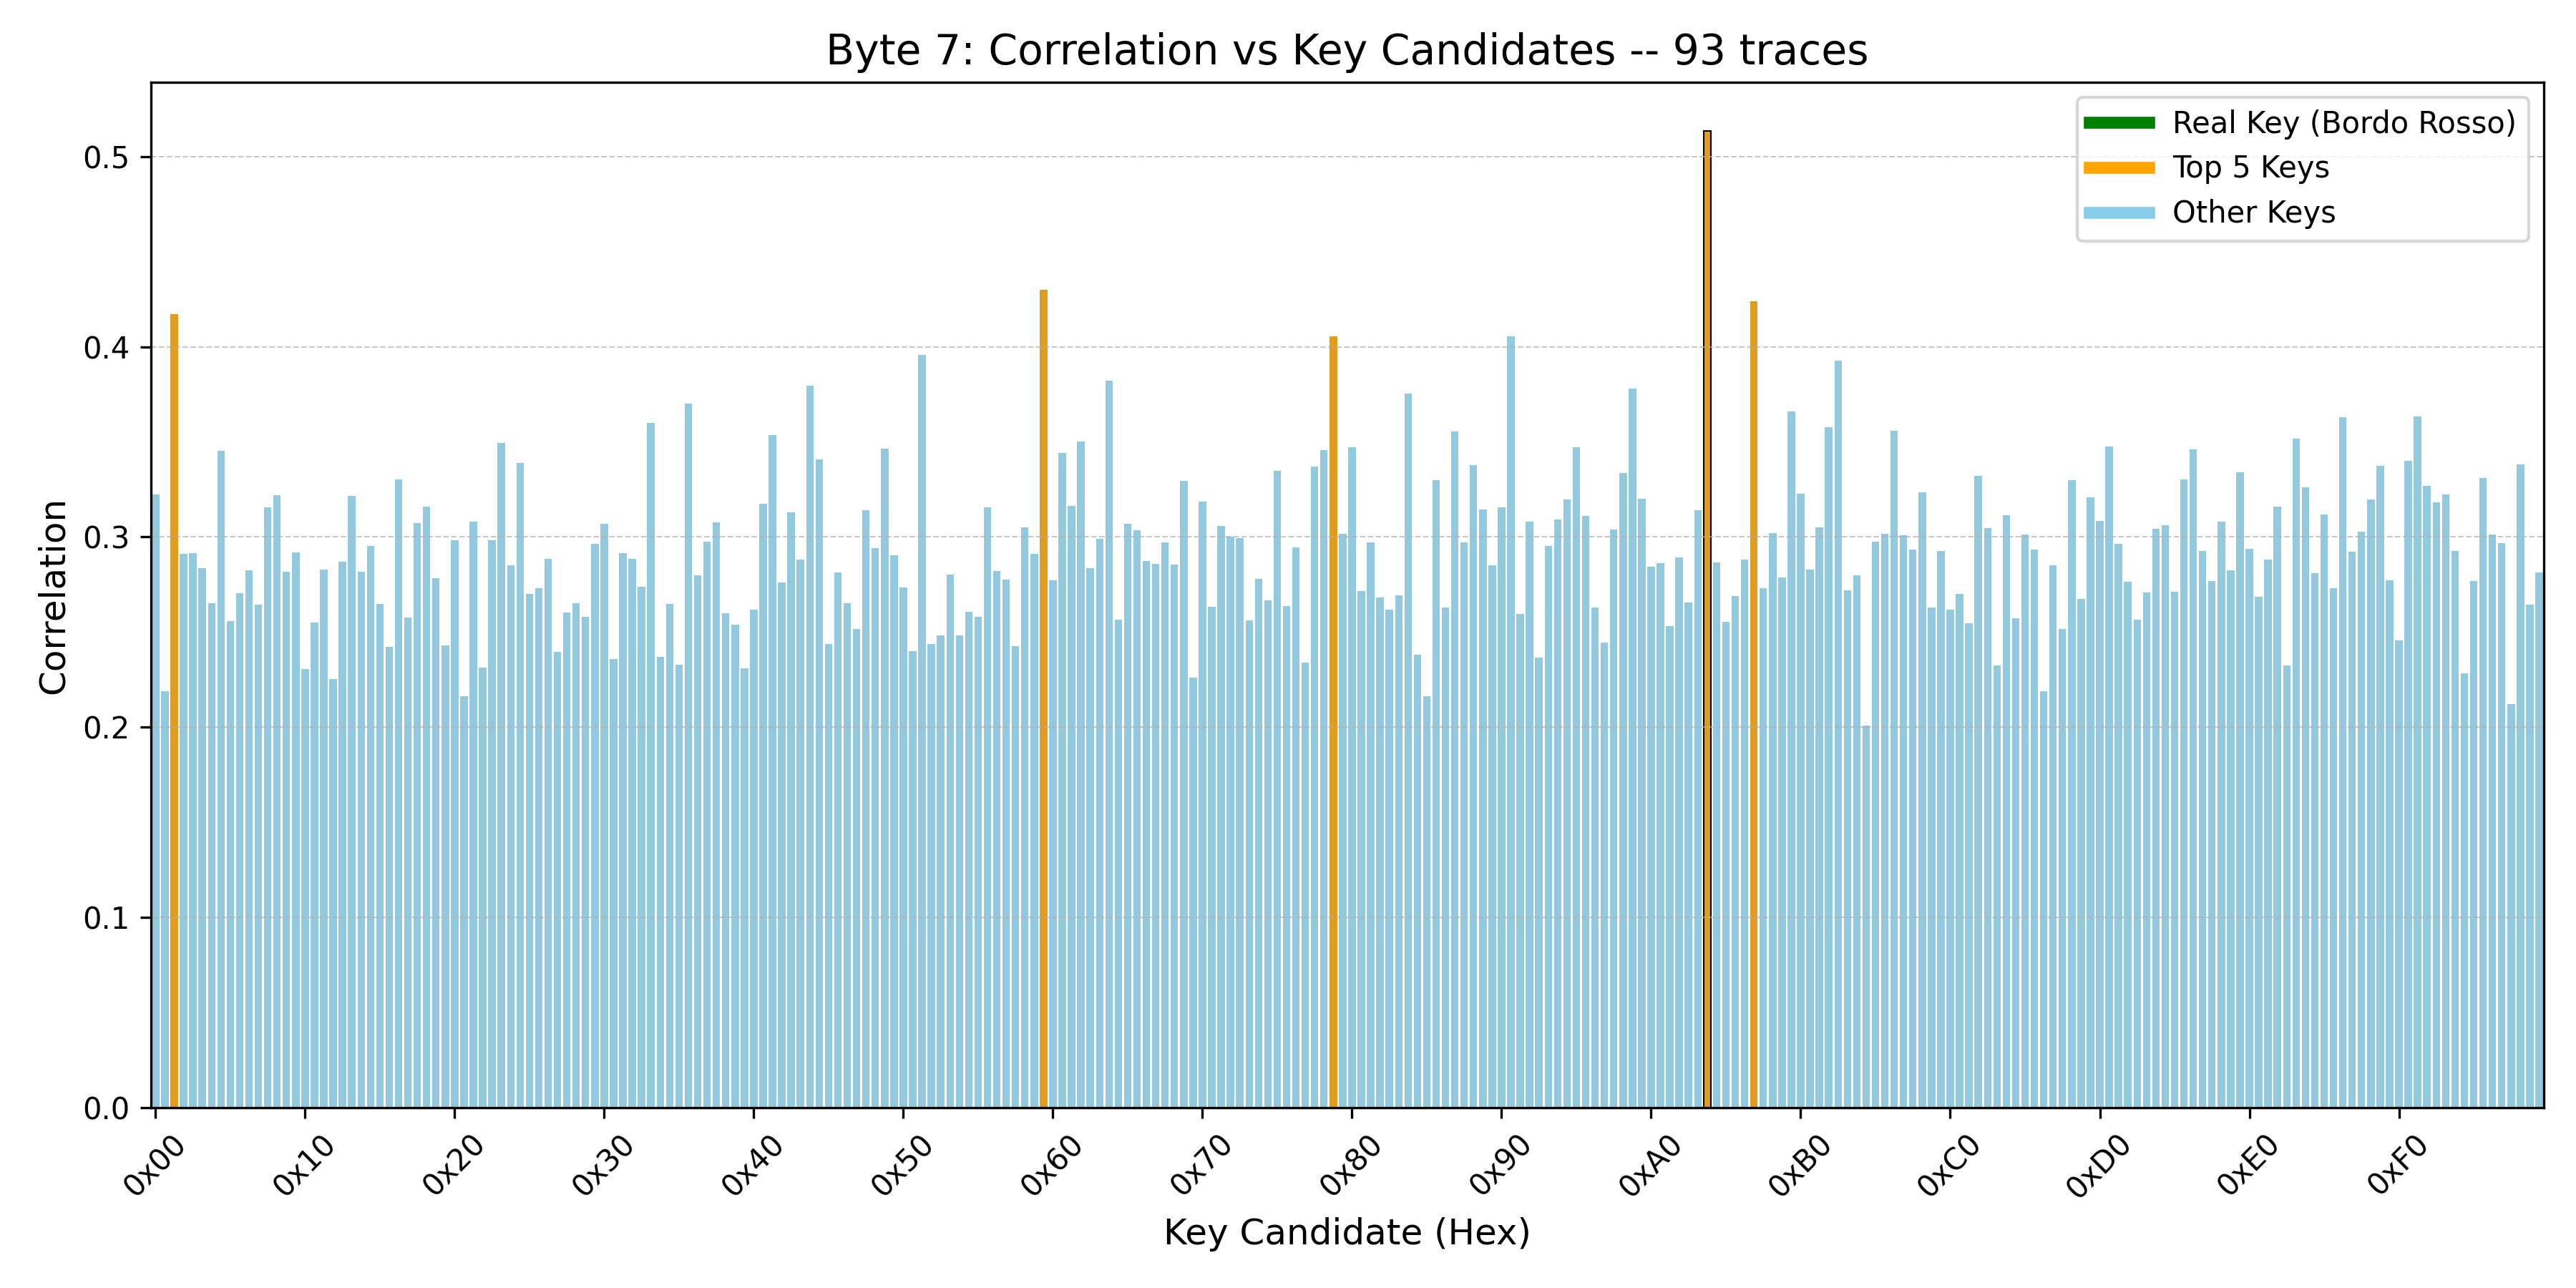 Byte 7: Correlation vs Key Candidates -- 93 traces
Real Key (Bordo Rosso)
Top 5 Keys
Other Keys
Correlation
0.5
0.4
0.3
0.2
0.1
0.0
0x00 0x10 0x20 0x30 0x40 0x50 0x60 0x70 0x80 0x90 0xA0 0xB0 0xC0 0xD0 0xE0 0xF0
Key Candidate (Hex)